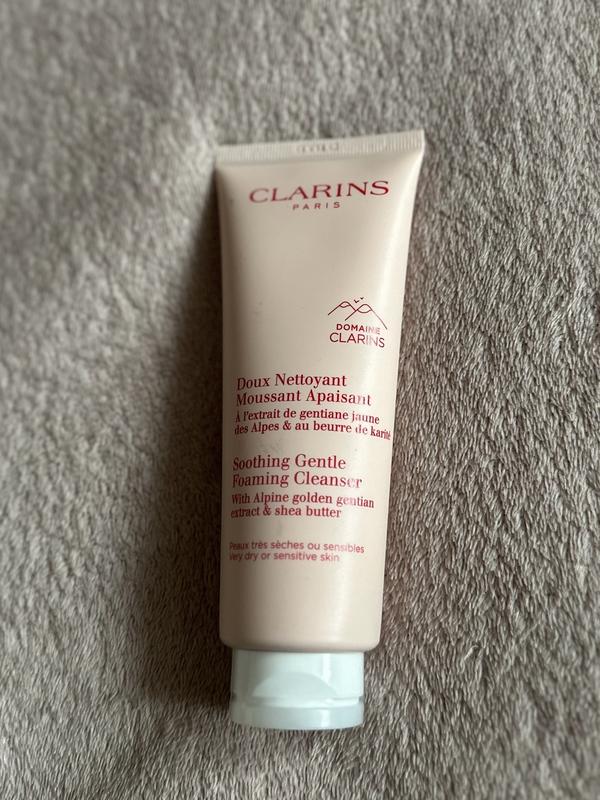 CLARINS
PARIS
DOMAINE
CLARINS
Doux Nettoyant
Moussant Apaisant
À l'extrait de gentiane jaune
des Alpes & au beurre de karité
Soothing Gentle
Foaming Cleanser
With Alpine golden gentian
extract & shea butter
Peaux très sèches ou sensibles
Very dry or sensitive skin